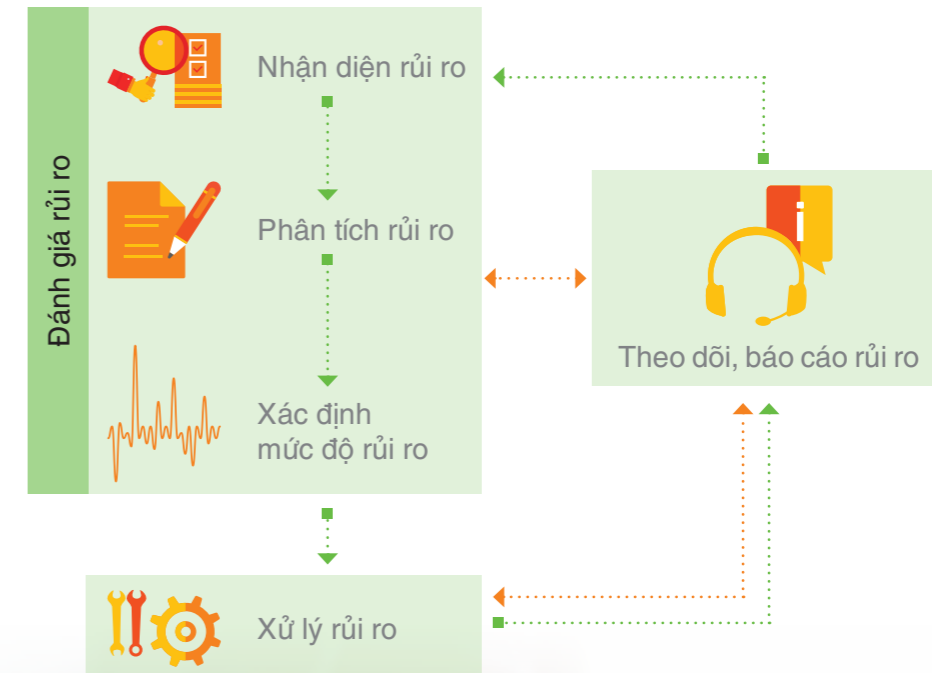 Đánh giá rủi ro
Nhận diện rủi ro
Phân tích rủi ro
Xác định
mức độ rủi ro
Xử lý rủi ro
i
Theo dõi, báo cáo rủi ro